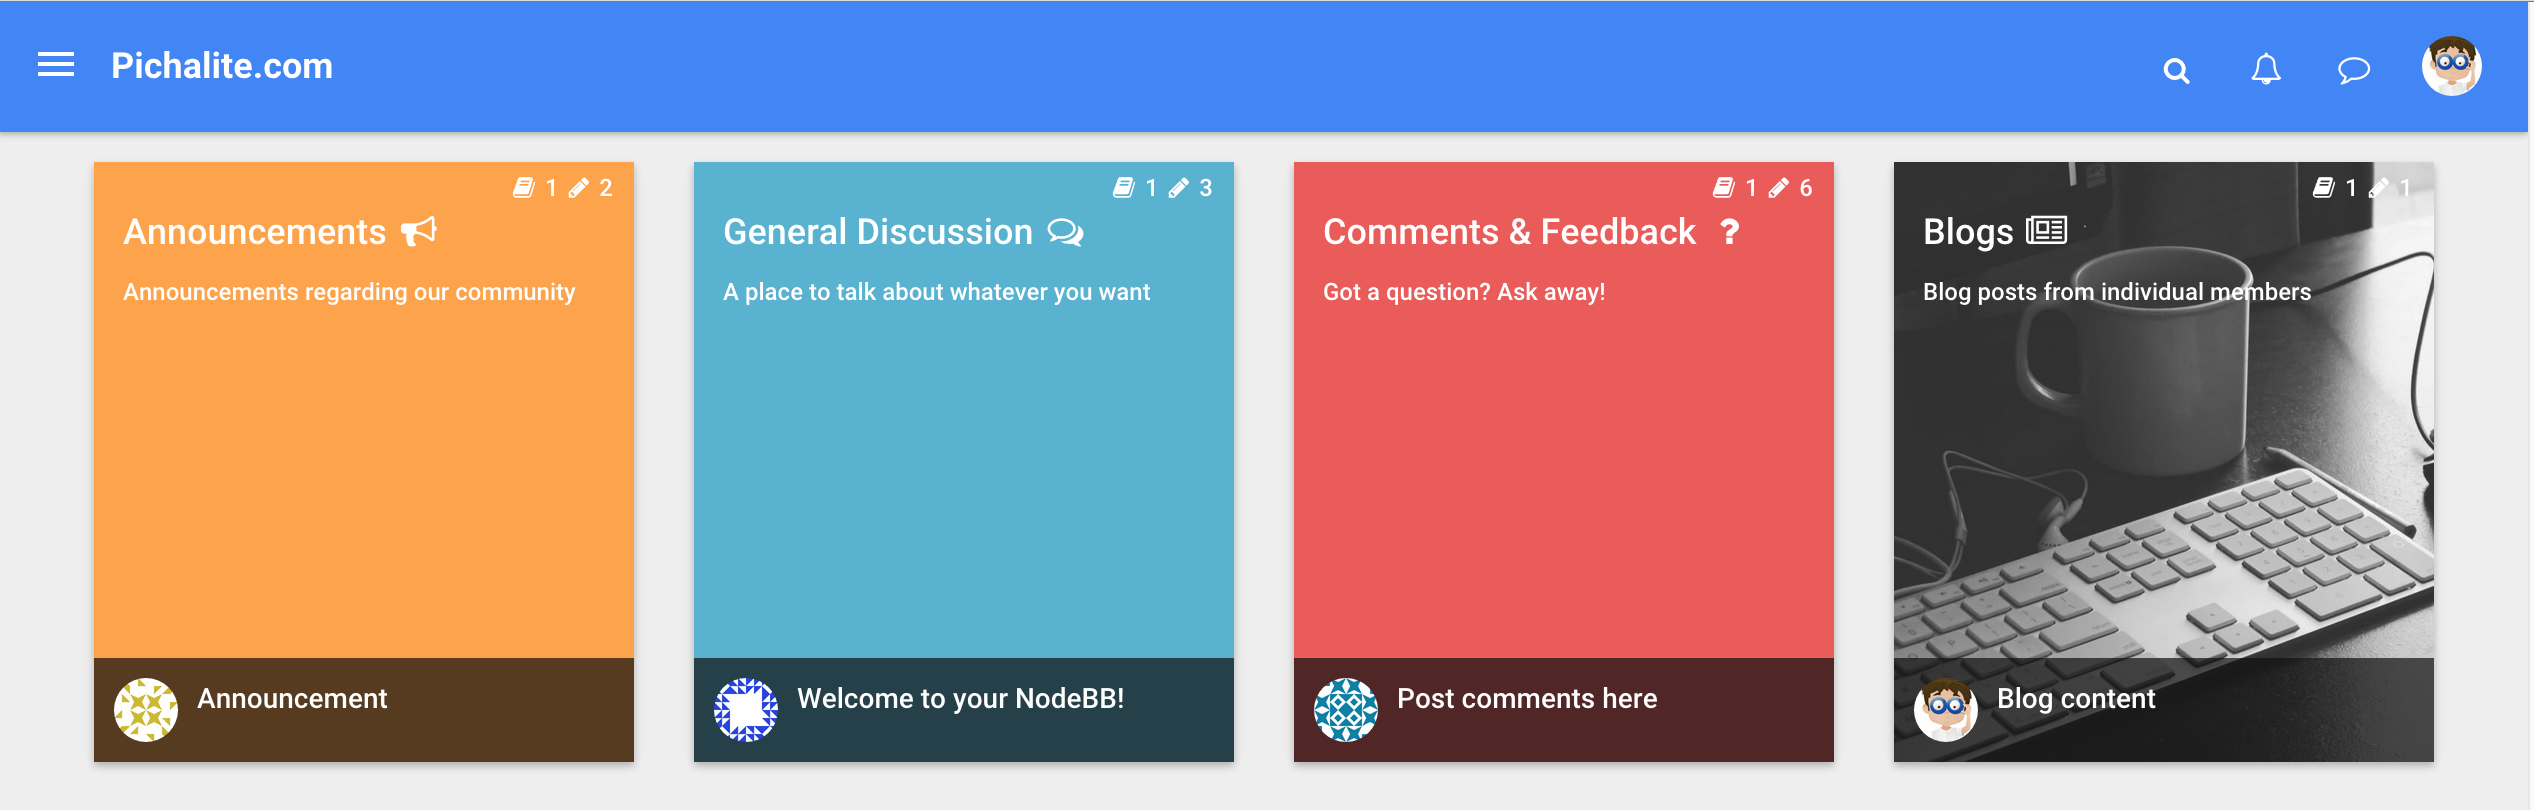 Pichalite.com
1 2
Announcements
Announcements regarding our community
Announcement
1 3
General Discussion
A place to talk about whatever you want
Welcome to your NodeBB!
1 6
Comments & Feedback ?
Got a question? Ask away!
Post comments here
1 1
Blogs
Blog posts from individual members
Blog content